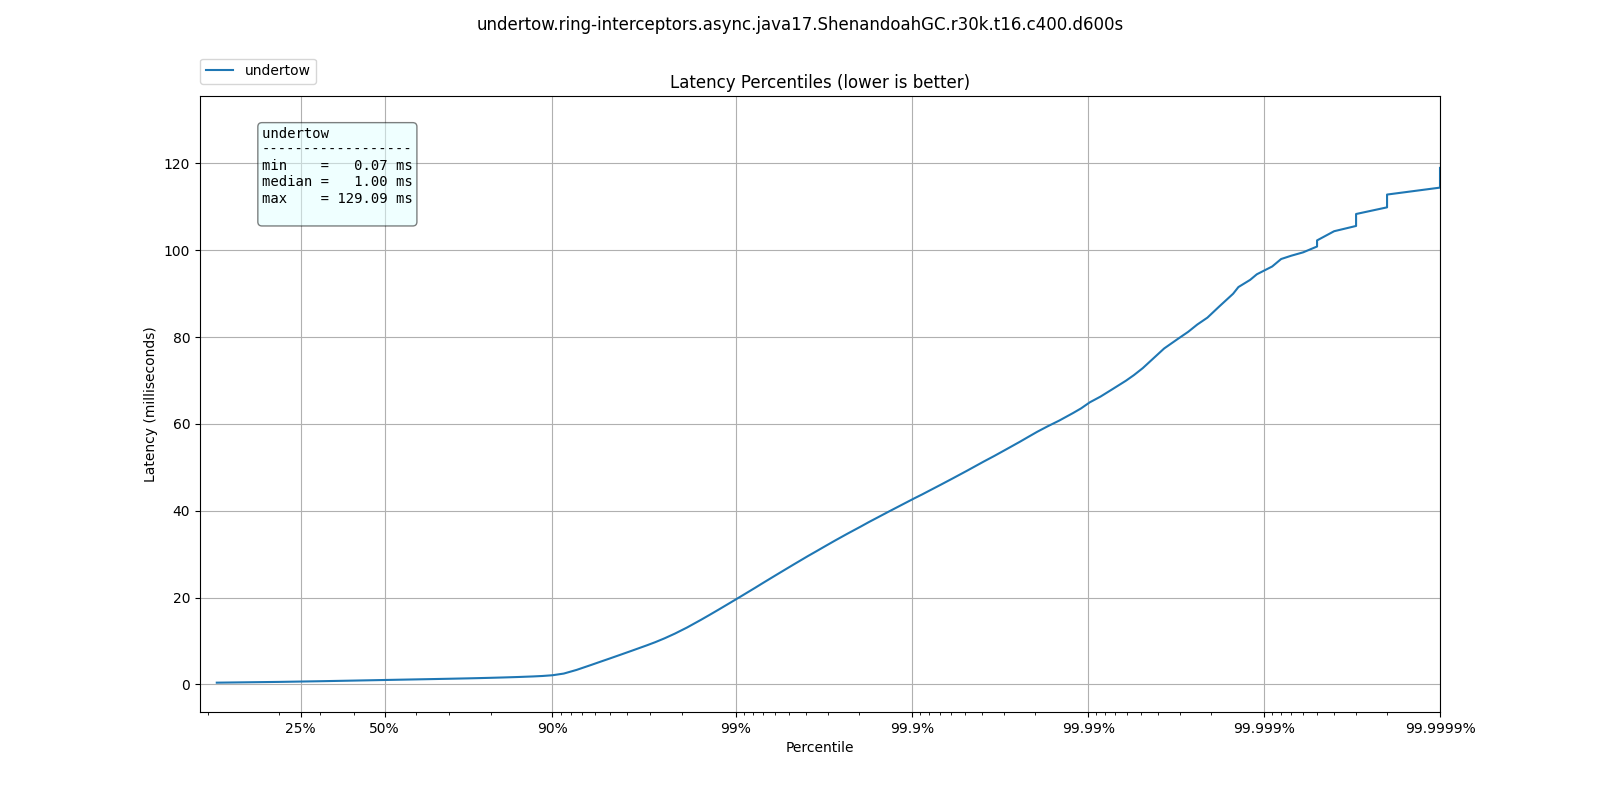 undertow.ring-interceptors.async.java17.ShenandoahGC.r30k.t16.c400.d600s
undertow
Latency Percentiles (lower is better)
undertow
------------------
min    =   0.07 ms
median =   1.00 ms
max    = 129.09 ms
120
100
80
60
40
20
0
Latency (milliseconds)
25% 50% 90% 99% 99.9% 99.99% 99.999% 99.9999%
Percentile